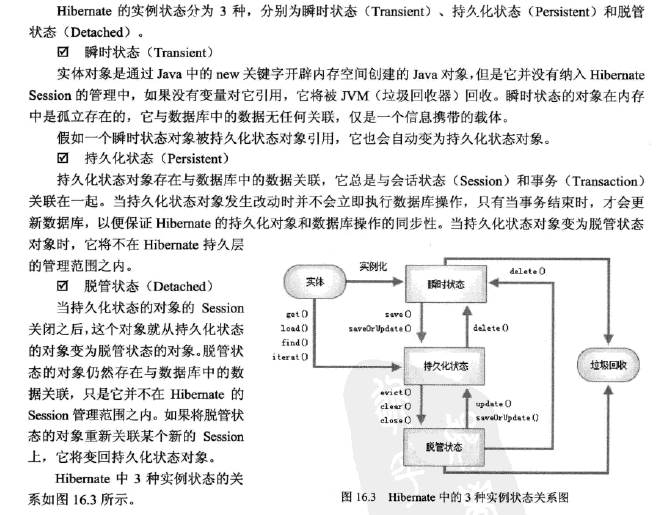 Hibernate 的实例状态分为 3 种，分别为瞬时状态（Transient）、持久化状态（Persistent）和脱管
状态（Detached）。
☑ 瞬时状态（Transient）
实体对象是通过 Java 中的 new 关键字开辟内存空间创建的 Java 对象，但是它并没有纳入 Hibernate
Session 的管理中，如果没有变量对它引用，它将被 JVM（垃圾回收器）回收。瞬时状态的对象在内存
中是孤立存在的，它与数据库中的数据无任何关联，仅是一个信息携带的载体。
假如一个瞬时状态对象被持久化状态对象引用，它也会自动变为持久化状态对象。
☑ 持久化状态（Persistent）
持久化状态对象存在与数据库中的数据关联，它总是与会话状态（Session）和事务（Transaction）
关联在一起。当持久化状态对象发生改动时并不会立即执行数据库操作，只有当事务结束时，才会更
新数据库，以便保证 Hibernate 的持久化对象和数据库操作的同步性。当持久化状态对象变为脱管状态
对象时，它将不在 Hibernate 持久层
的管理范围之内。
☑ 脱管状态（Detached）
当持久化状态的对象的 Session
关闭之后，这个对象就从持久化状态
的对象变为脱管状态的对象。脱管状
态的对象仍然存在与数据库中的数
据关联，只是它并不在 Hibernate 的
Session 管理范围之内。如果将脱管状
态的对象重新关联某个新的 Session
上，它将变回持久化状态对象。
Hibernate 中 3 种实例状态的关
系如图 16.3 所示。
实体
实例化
瞬时状态
delete()
get()
load()
find()
iterat()
save()
saveOrUpdate()
delete()
持久化状态
垃圾回收
evict()
clear()
close()
update()
saveOrUpdate()
脱管状态
图 16.3 Hibernate 中的 3 种实例状态关系图